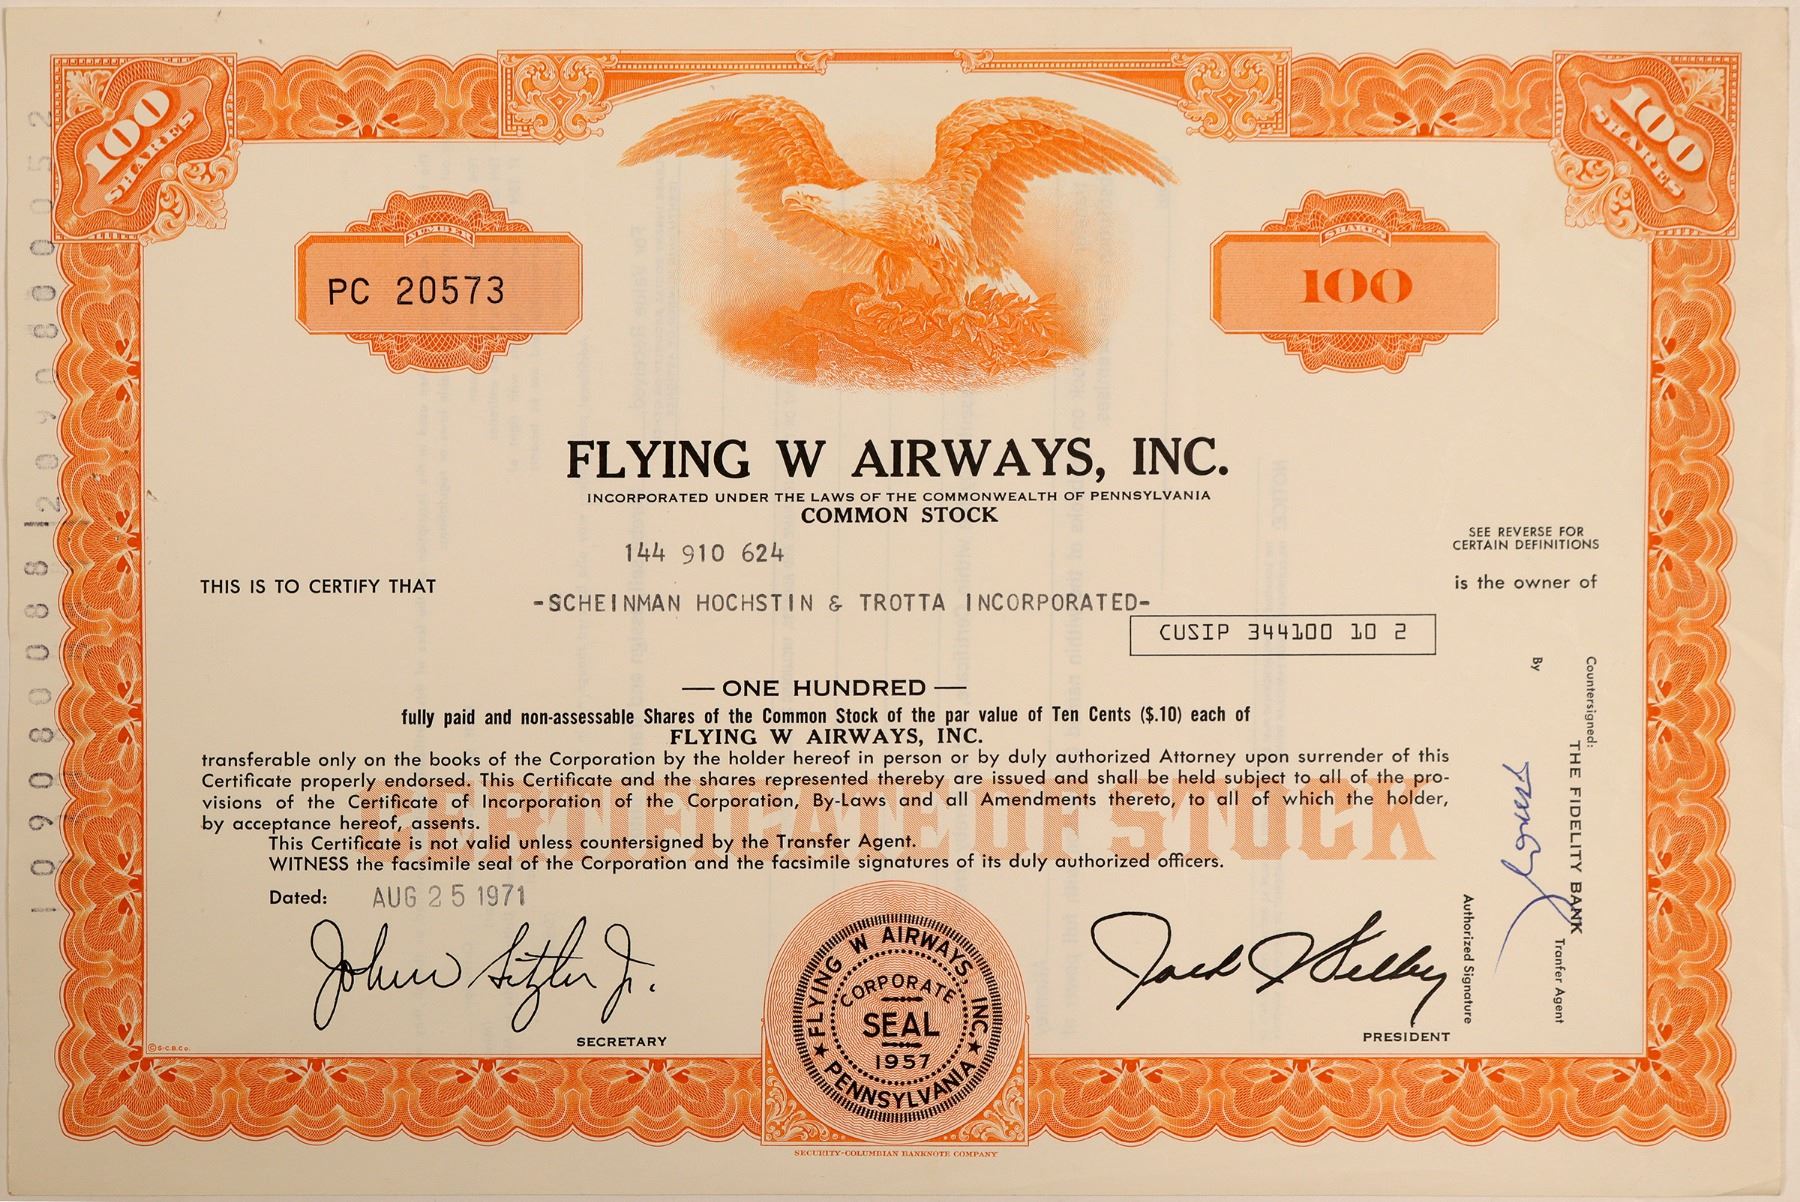 100
SHARES
100
SHARES
NUMBER
PC 20573
SHARES
100
FLYING W AIRWAYS, INC.
INCORPORATED UNDER THE LAWS OF THE COMMONWEALTH OF PENNSYLVANIA
COMMON STOCK
SEE REVERSE FOR
CERTAIN DEFINITIONS
144 910 624
THIS IS TO CERTIFY THAT
is the owner of
-SCHEINMAN HOCHSTIN & TROTTA INCORPORATED-
CUSIP 344100 10 2
— ONE HUNDRED —
fully paid and non-assessable Shares of the Common Stock of the par value of Ten Cents ($.10) each of
FLYING W AIRWAYS, INC.
transferable only on the books of the Corporation by the holder hereof in person or by duly authorized Attorney upon surrender of this
Certificate properly endorsed. This Certificate and the shares represented thereby are issued and shall be held subject to all of the pro-
visions of the Certificate of Incorporation of the Corporation, By-Laws and all Amendments thereto, to all of which the holder,
by acceptance hereof, assents.
This Certificate is not valid unless countersigned by the Transfer Agent.
WITNESS the facsimile seal of the Corporation and the facsimile signatures of its duly authorized officers.
CERTIFICATE OF STOCK
Dated: AUG 25 1971
John Sitzler Jr.
SECRETARY
FLYING W AIRWAYS, INC.
CORPORATE
SEAL
1957
★ PENNSYLVANIA ★
PRESIDENT
Countersigned:
THE FIDELITY BANK
Tranfer Agent
By
Authorized Signature
©S-C.B.Co.
SECURITY-COLUMBIAN BANKNOTE COMPANY